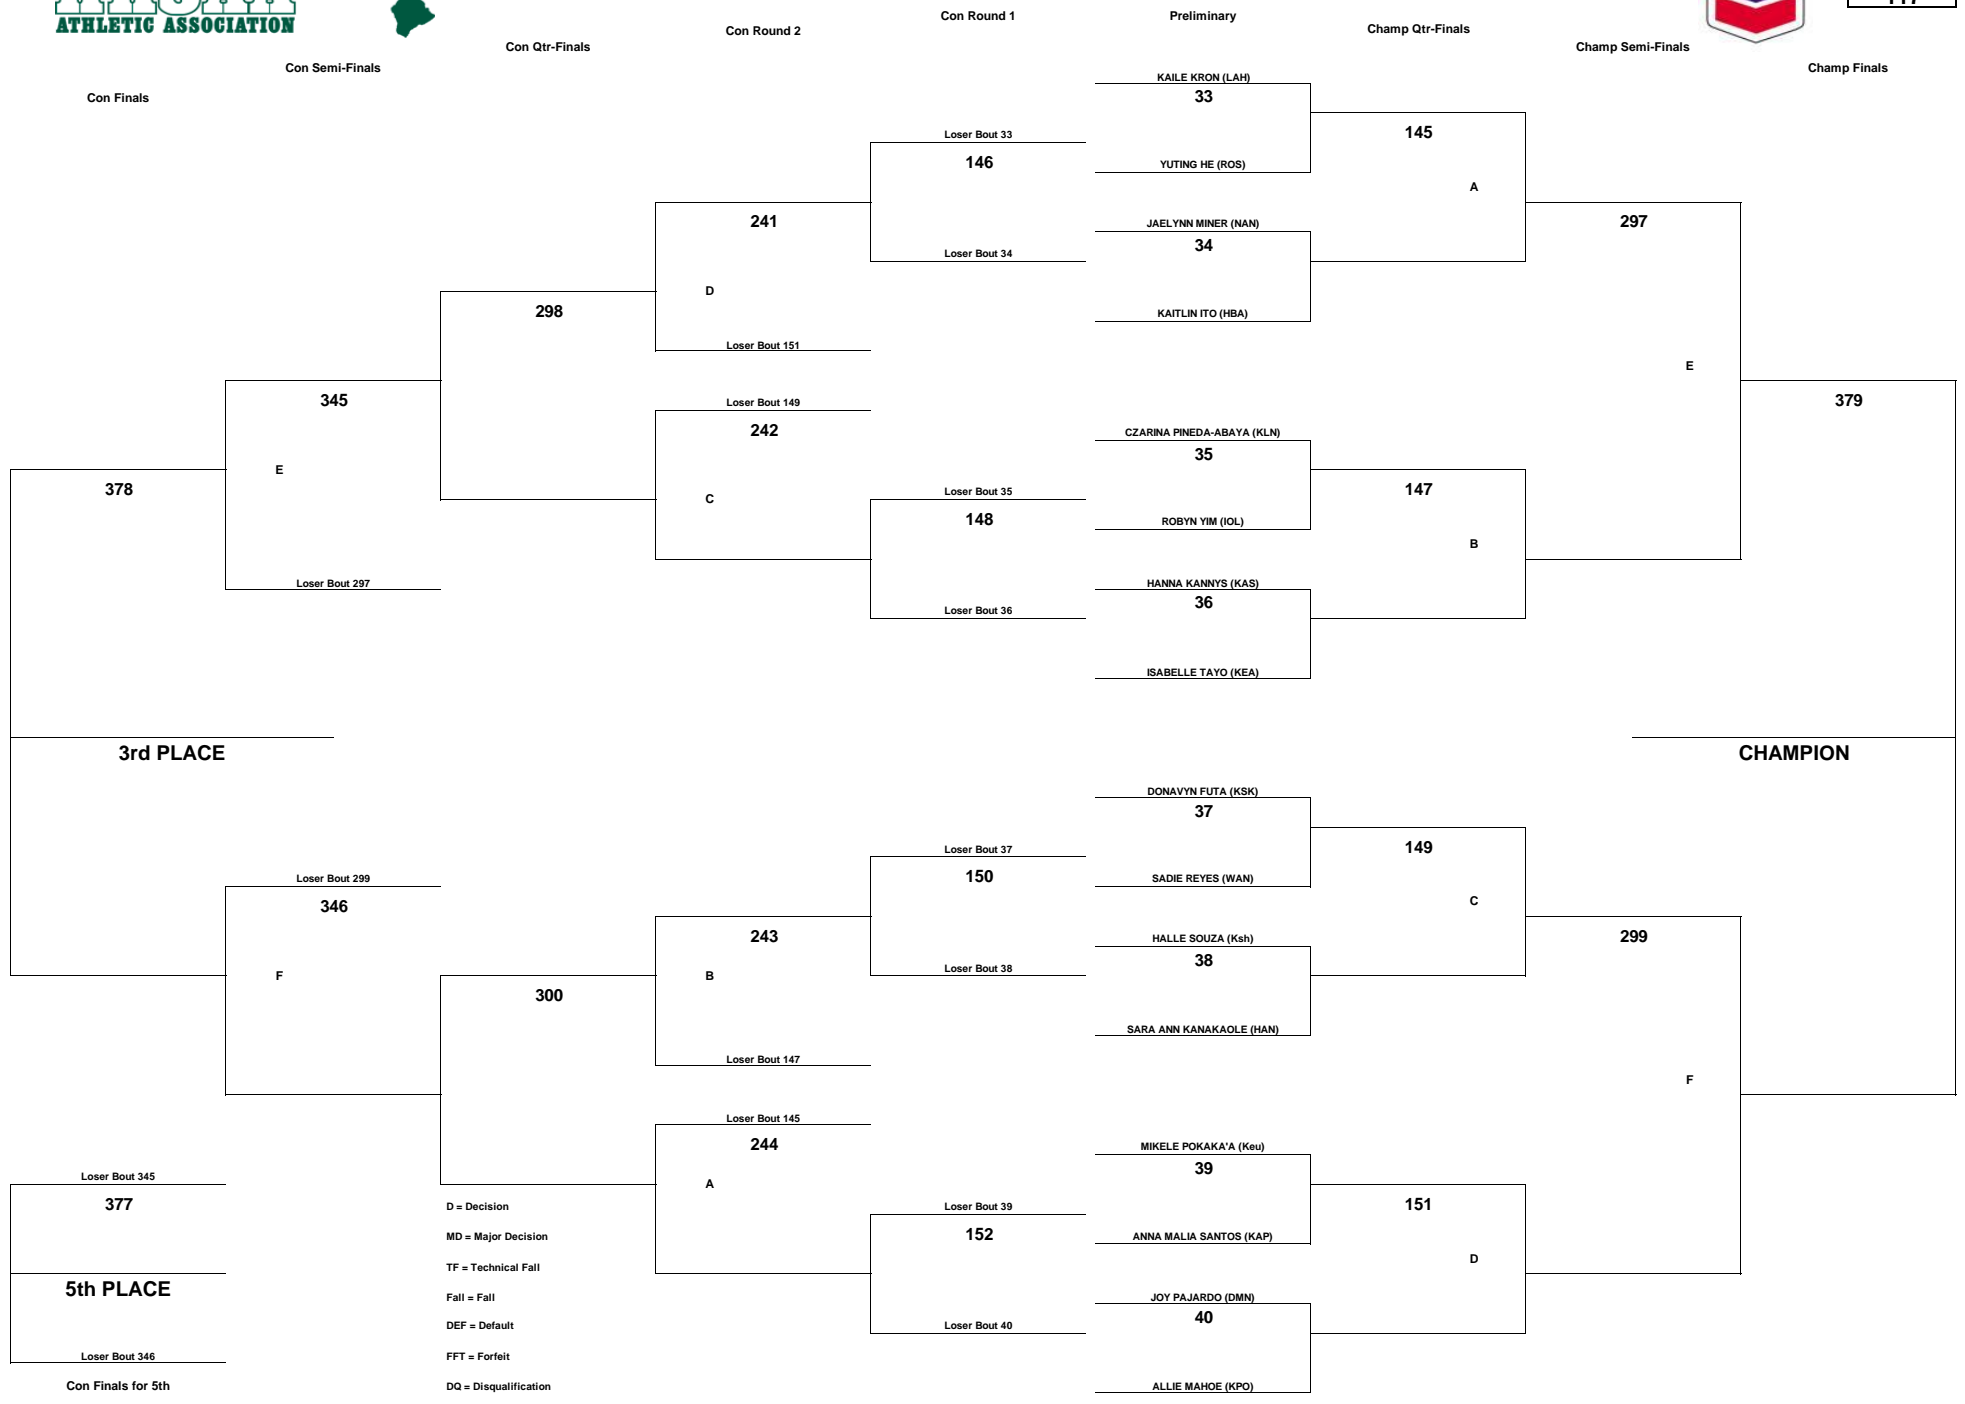 ATHLETIC ASSOCIATION
Con Finals
Con Semi-Finals
Con Qtr-Finals
Con Round 2
Con Round 1
Preliminary
Champ Qtr-Finals
Champ Semi-Finals
Champ Finals
KAILE KRON (LAH)
33
YUTING HE (ROS)
JAELYNN MINER (NAN)
34
KAITLIN ITO (HBA)
CZARINA PINEDA-ABAYA (KLN)
35
ROBYN YIM (IOL)
HANNA KANNYS (KAS)
36
ISABELLE TAYO (KEA)
DONAVYN FUTA (KSK)
37
SADIE REYES (WAN)
HALLE SOUZA (Ksh)
38
SARA ANN KANAKAOLE (HAN)
MIKELE POKAKA'A (Keu)
39
ANNA MALIA SANTOS (KAP)
JOY PAJARDO (DMN)
40
ALLIE MAHOE (KPO)
145
A
147
B
149
C
151
D
297
E
299
F
379
CHAMPION
Loser Bout 33
146
Loser Bout 34
Loser Bout 35
148
Loser Bout 36
Loser Bout 37
150
Loser Bout 38
Loser Bout 39
152
Loser Bout 40
241
D
Loser Bout 151
Loser Bout 149
242
C
243
B
Loser Bout 147
Loser Bout 145
244
A
298
300
345
E
Loser Bout 297
Loser Bout 299
346
F
378
3rd PLACE
Loser Bout 345
377
5th PLACE
Loser Bout 346
Con Finals for 5th
D = Decision
MD = Major Decision
TF = Technical Fall
Fall = Fall
DEF = Default
FFT = Forfeit
DQ = Disqualification